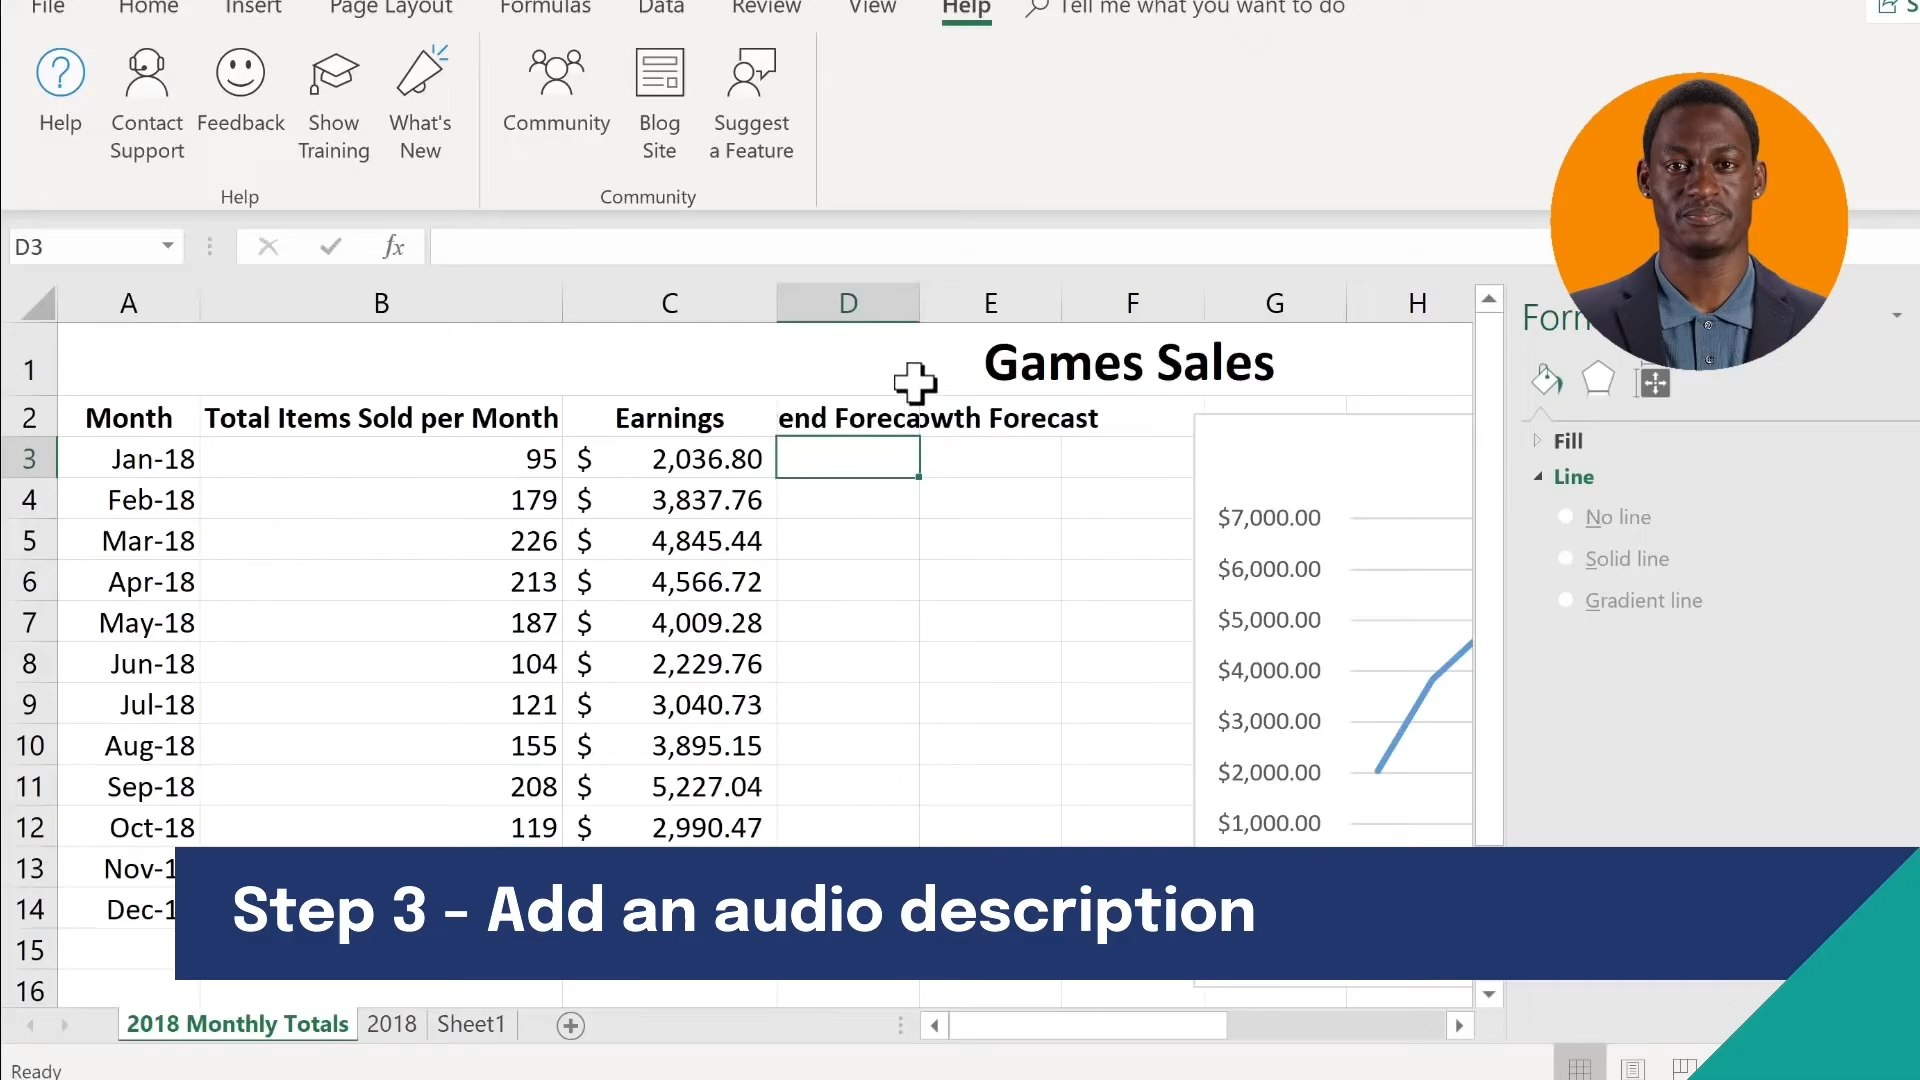 File Home Insert Page Layout Formulas Data Review View Help Tell me what you want to do S
Help Contact Support Feedback Show Training What's New Community Blog Site Suggest a Feature
Help Community
D3 fx
A B C D E F G H
1 Games Sales
2 Month Total Items Sold per Month Earnings end Foreca owth Forecast
3 Jan-18 95 $ 2,036.80
4 Feb-18 179 $ 3,837.76
5 Mar-18 226 $ 4,845.44
6 Apr-18 213 $ 4,566.72
7 May-18 187 $ 4,009.28
8 Jun-18 104 $ 2,229.76
9 Jul-18 121 $ 3,040.73
10 Aug-18 155 $ 3,895.15
11 Sep-18 208 $ 5,227.04
12 Oct-18 119 $ 2,990.47
13 Nov-1
14 Dec-1
15
16
$7,000.00
$6,000.00
$5,000.00
$4,000.00
$3,000.00
$2,000.00
$1,000.00
Form
Fill
Line
No line
Solid line
Gradient line
Step 3 - Add an audio description
2018 Monthly Totals 2018 Sheet1
Ready